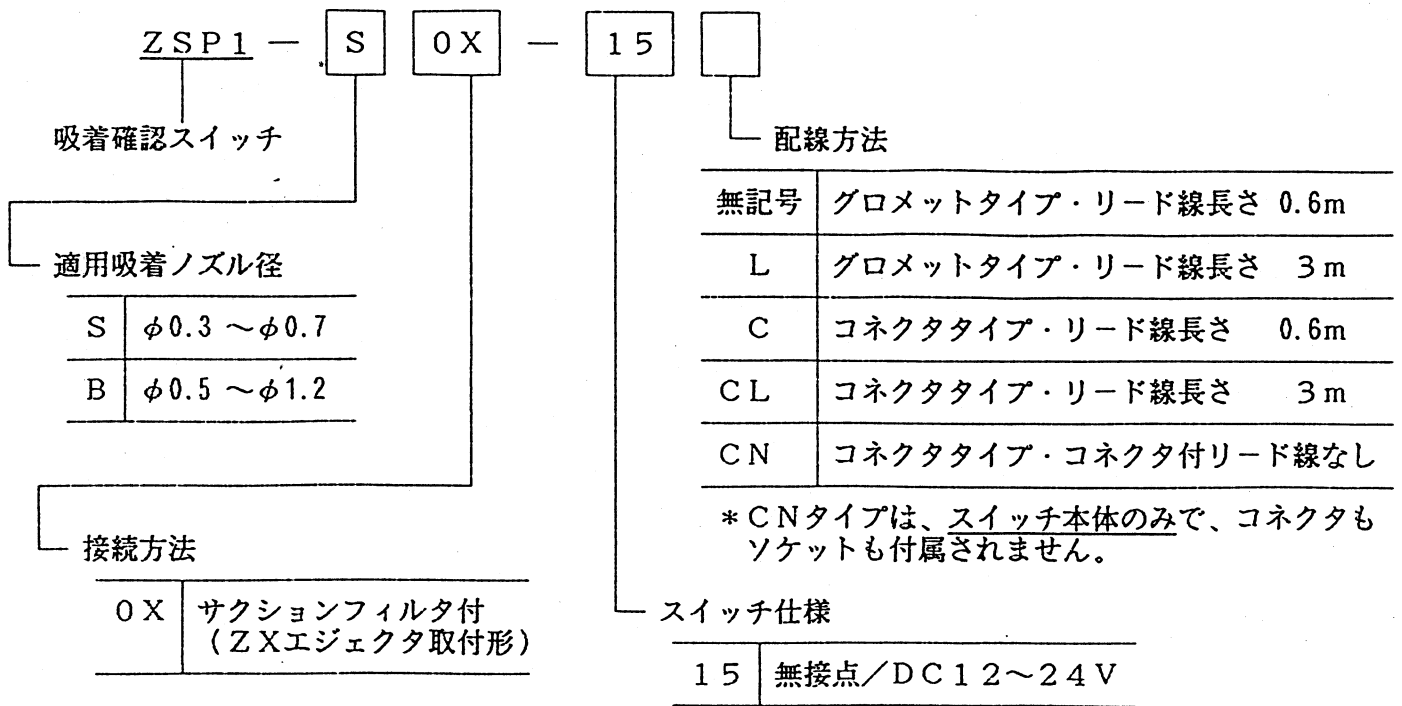 ZSP1－ S 0X － 15
吸着確認スイッチ
配線方法
無記号 グロメットタイプ・リード線長さ 0.6m
L グロメットタイプ・リード線長さ 3m
C コネクタタイプ・リード線長さ 0.6m
CL コネクタタイプ・リード線長さ 3m
CN コネクタタイプ・コネクタ付リード線なし
＊CNタイプは、スイッチ本体のみで、コネクタも
ソケットも付属されません。
適用吸着ノズル径
S φ0.3 ～φ0.7
B φ0.5 ～φ1.2
接続方法
0X サクションフィルタ付
（ZXエジェクタ取付形）
スイッチ仕様
15 無接点／DC12～24V